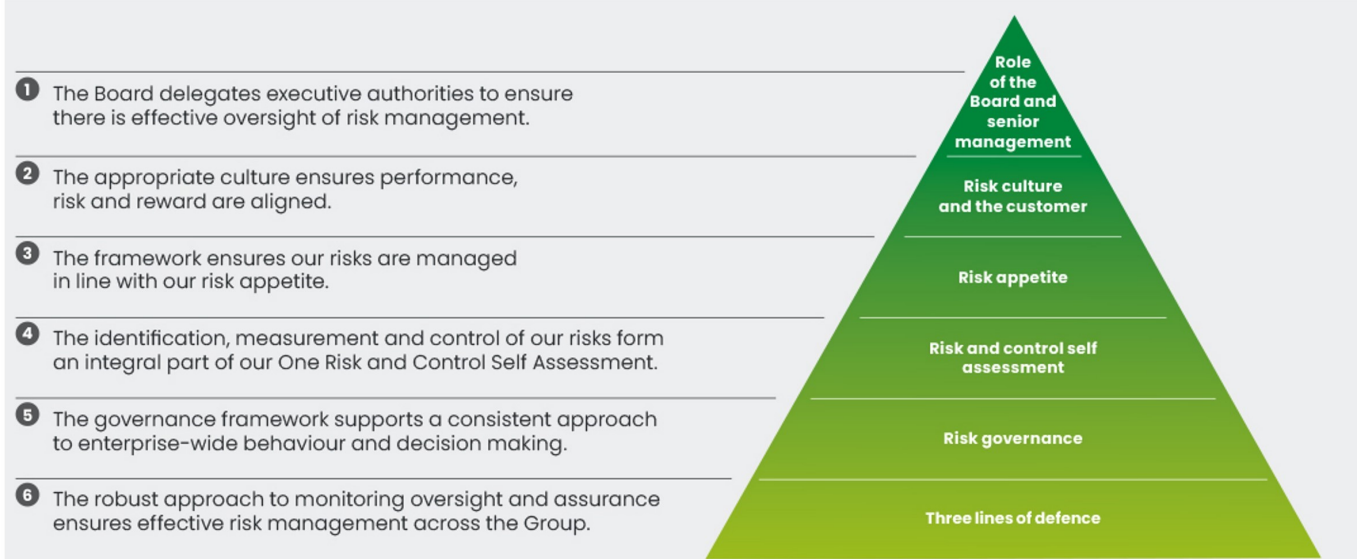 1 The Board delegates executive authorities to ensure
there is effective oversight of risk management.
Role
of the
Board and
senior
management
2 The appropriate culture ensures performance,
risk and reward are aligned.
Risk culture
and the customer
3 The framework ensures our risks are managed
in line with our risk appetite.
Risk appetite
4 The identification, measurement and control of our risks form
an integral part of our One Risk and Control Self Assessment.
Risk and control self
assessment
5 The governance framework supports a consistent approach
to enterprise-wide behaviour and decision making.
Risk governance
6 The robust approach to monitoring oversight and assurance
ensures effective risk management across the Group.
Three lines of defence